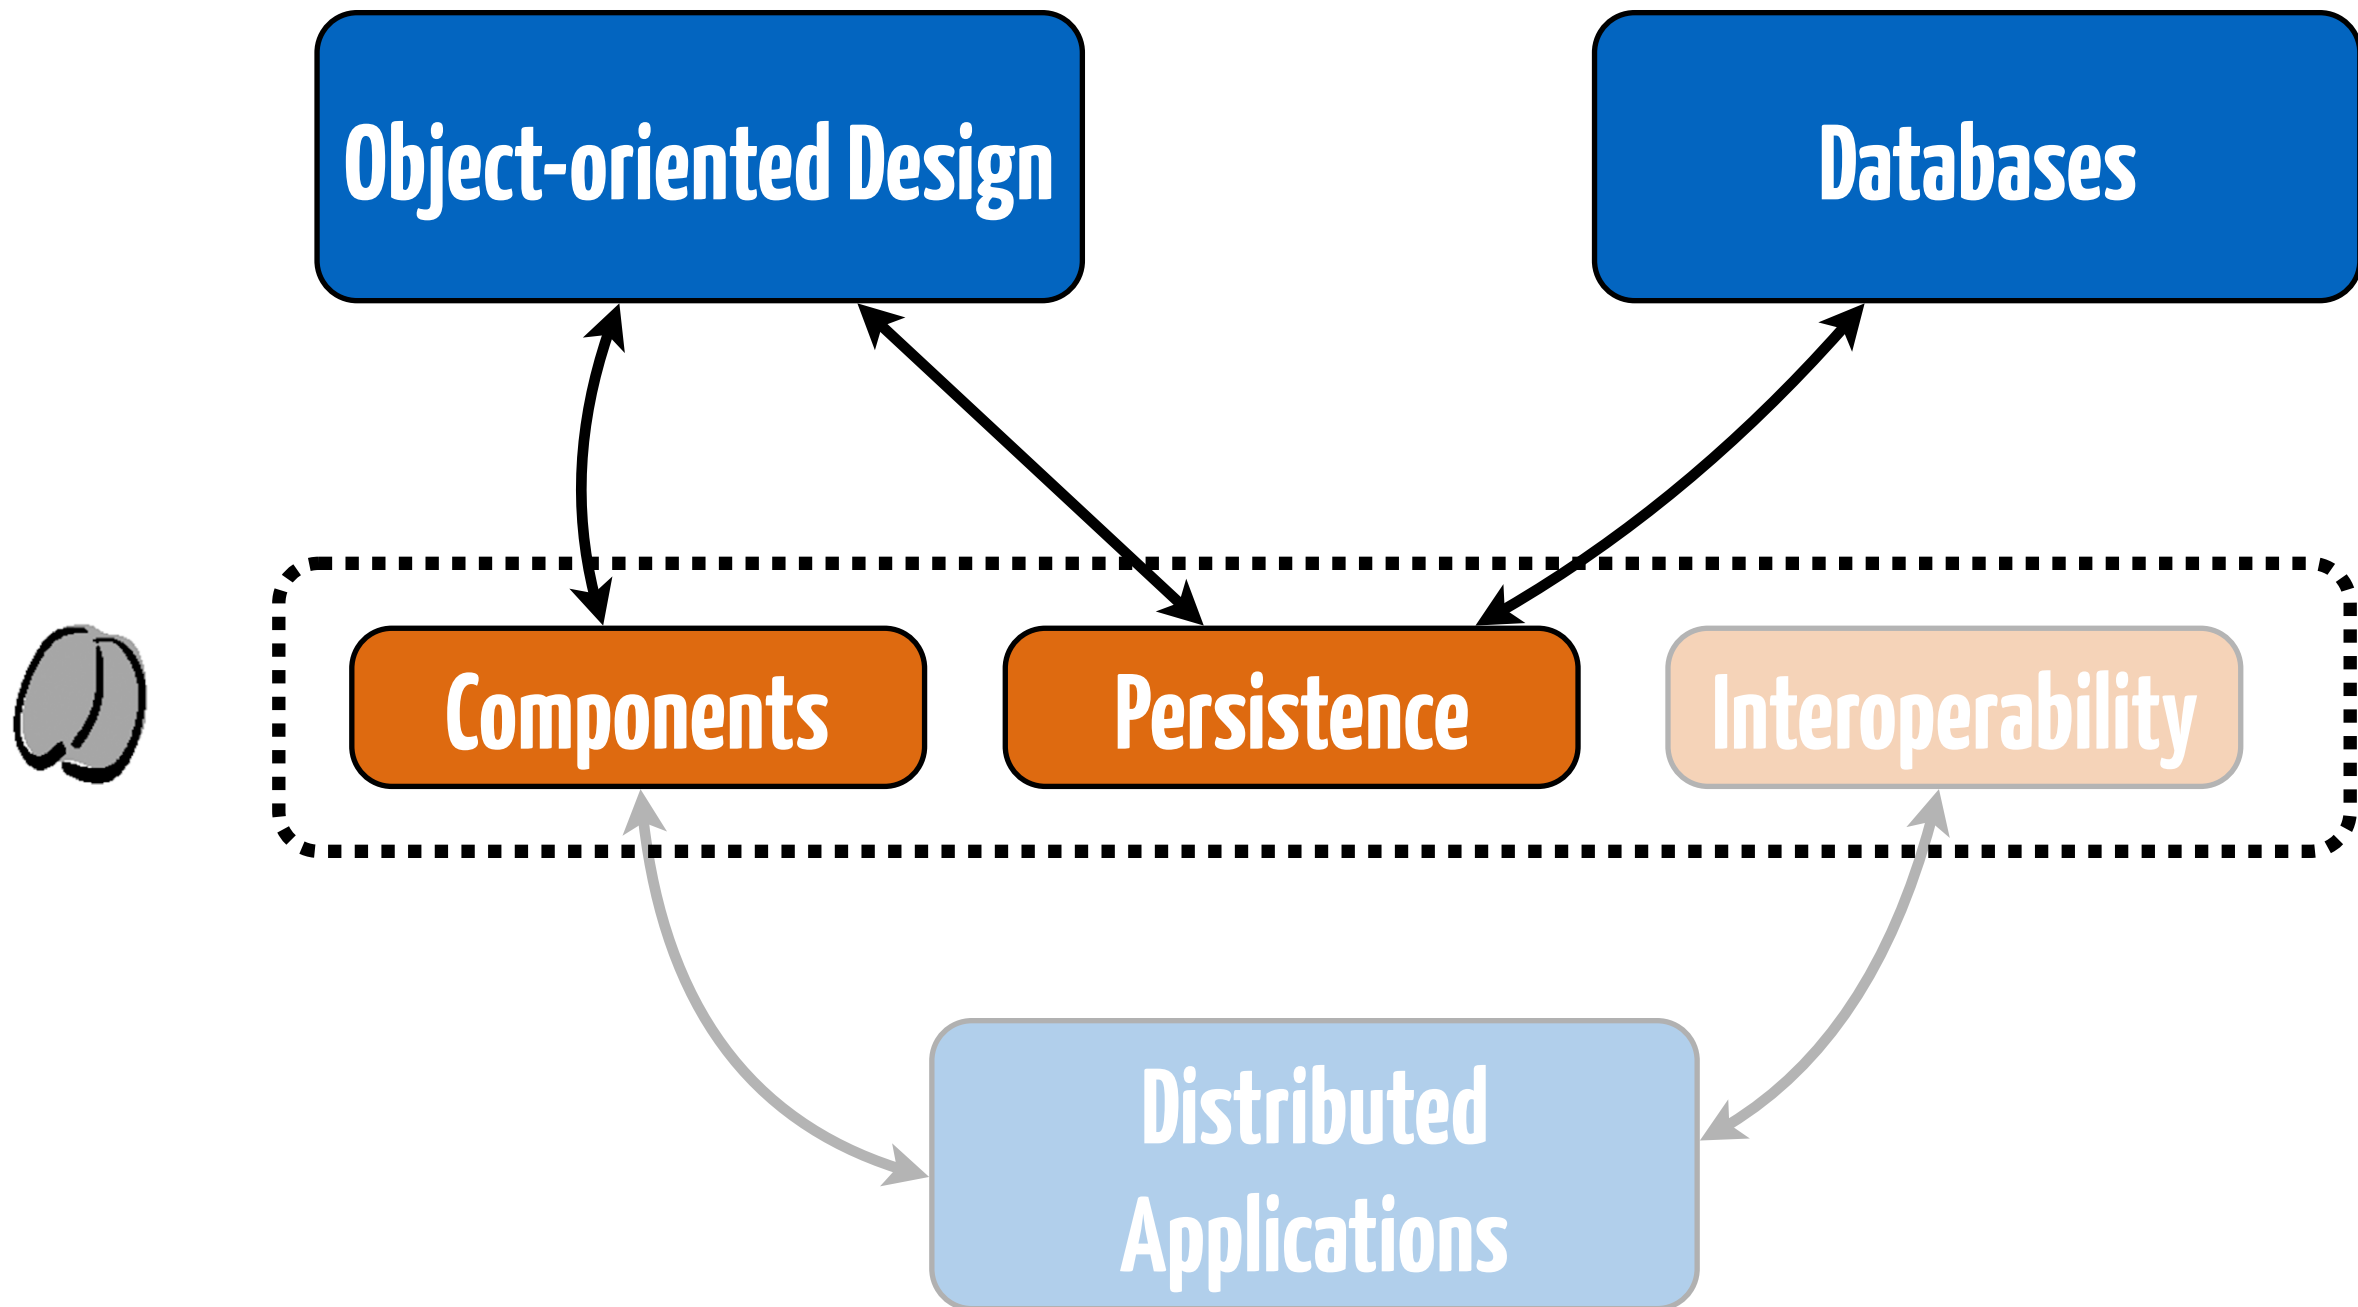 Object-oriented Design
Databases
Components
Persistence
Interoperability
Distributed
Applications